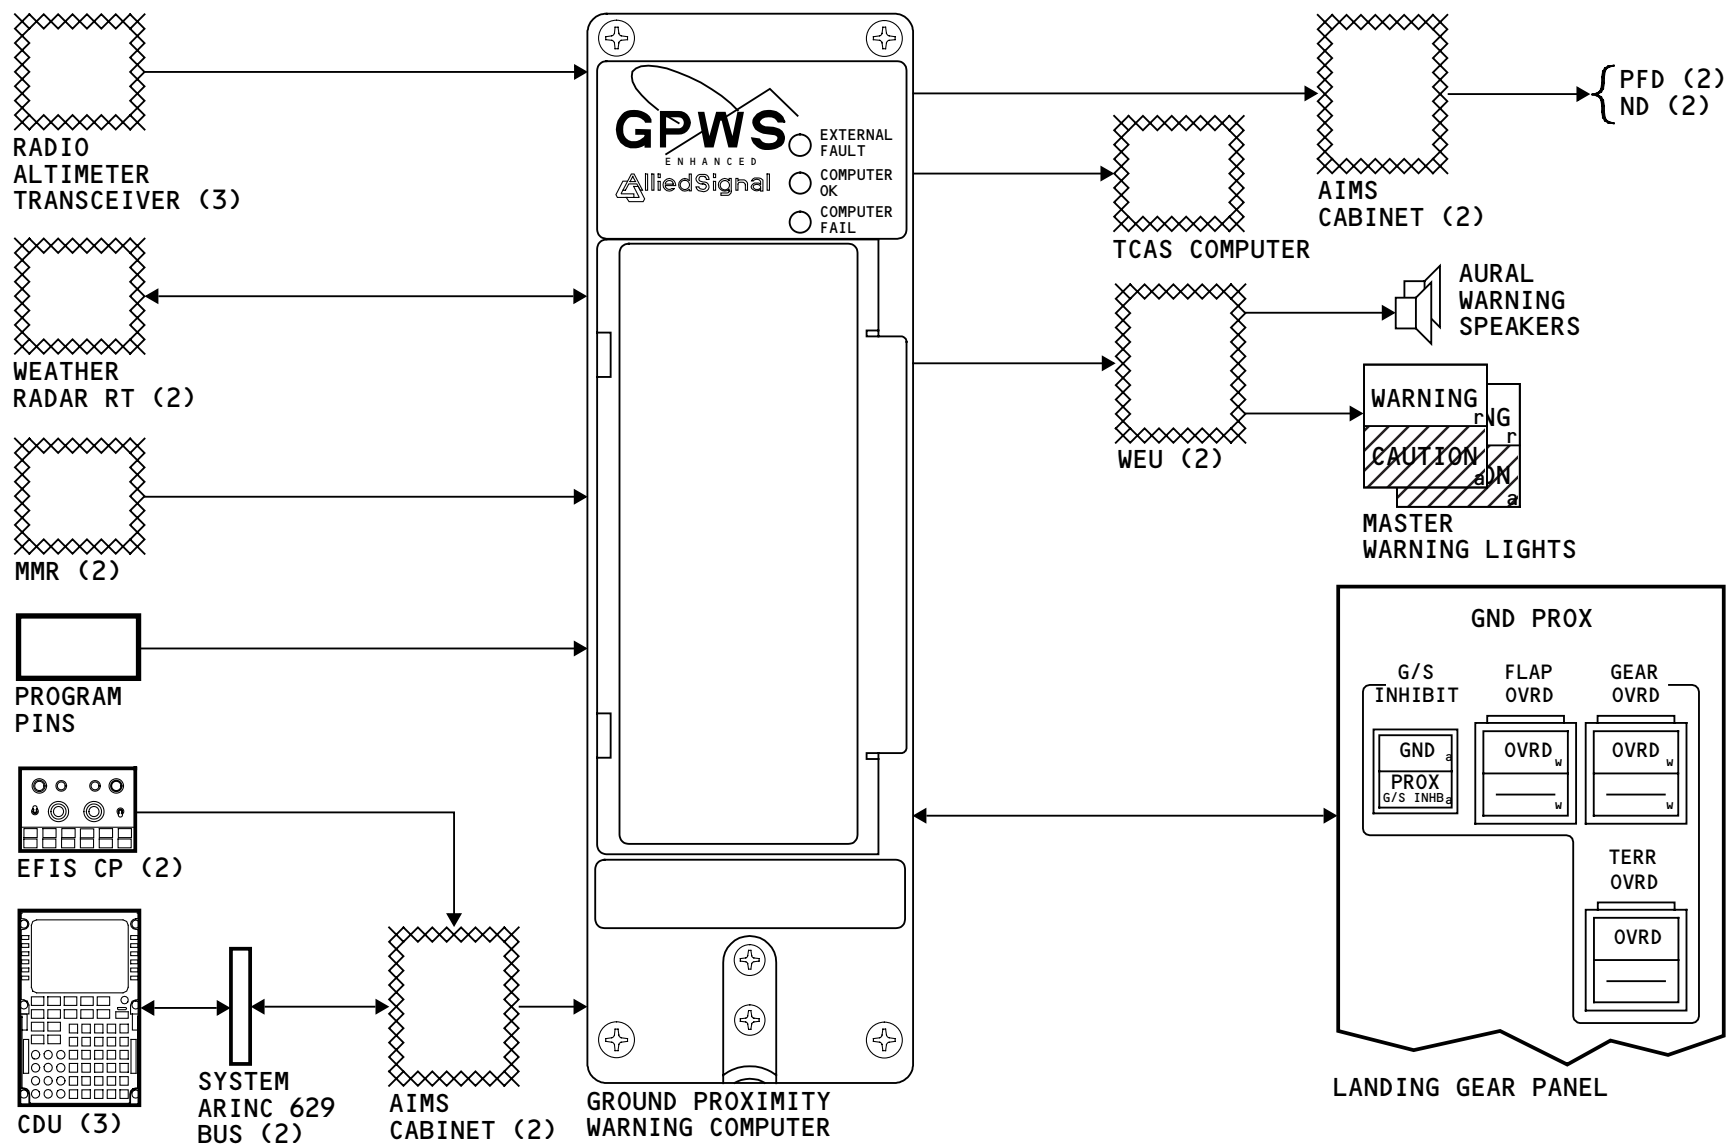 RADIO
ALTIMETER
TRANSCEIVER (3)
WEATHER
RADAR RT (2)
MMR (2)
PROGRAM
PINS
EFIS CP (2)
CDU (3)
SYSTEM
ARINC 629
BUS (2)
AIMS
CABINET (2)
GPWS
ENHANCED
AlliedSignal
EXTERNAL
FAULT
COMPUTER
OK
COMPUTER
FAIL
GROUND PROXIMITY
WARNING COMPUTER
AIMS
CABINET (2)
PFD (2)
ND (2)
TCAS COMPUTER
WEU (2)
AURAL
WARNING
SPEAKERS
WARNING
r
CAUTION
a
NG
r
ON
a
MASTER
WARNING LIGHTS
GND PROX
G/S
INHIBIT
FLAP
OVRD
GEAR
OVRD
GND a
PROX
G/S INHB a
OVRD w
w
OVRD w
w
TERR
OVRD
OVRD
LANDING GEAR PANEL